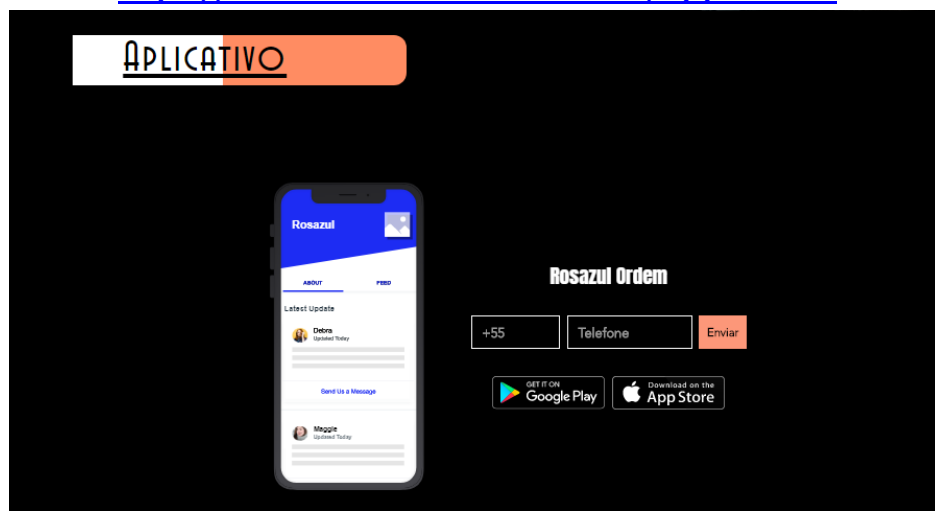 Aplicativo
Rosazul
ABOUT
FEED
Latest Update
Debra
Updated Today
Send Us a Message
Maggie
Updated Today
Rosazul Ordem
+55
Telefone
Enviar
GET IT ON
Google Play
Download on the
App Store